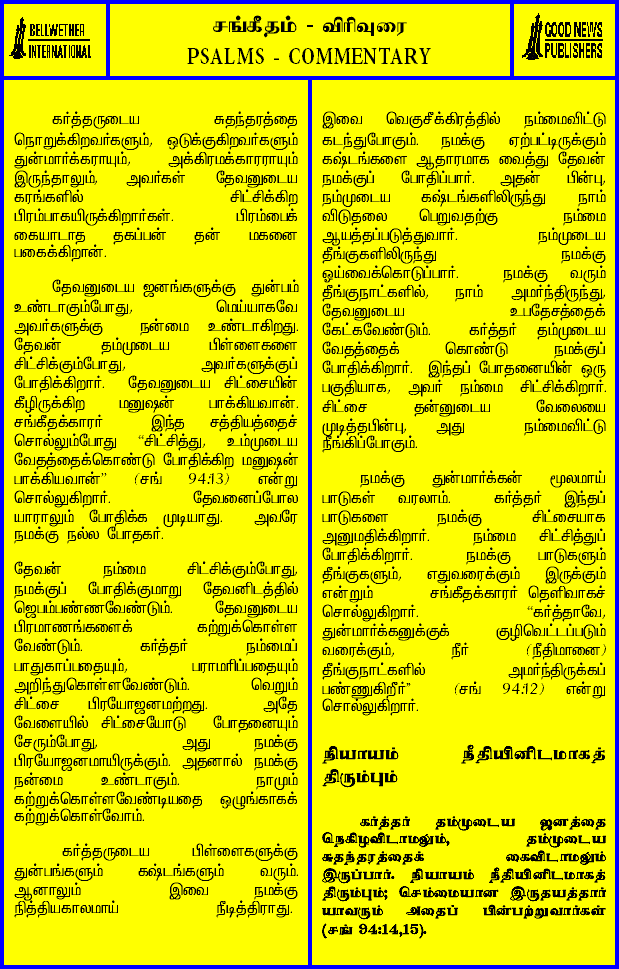 BELLWETHER
INTERNATIONAL
சங்கீதம் - விரிவுரை
PSALMS - COMMENTARY
GOOD NEWS
PUBLISHERS
கர்த்தருடைய சுதந்தரத்தை
நொறுக்கிறவர்களும், ஒடுக்குகிறவர்களும்
துன்மார்க்கராயும், அக்கிரமக்காரராயும்
இருந்தாலும், அவர்கள் தேவனுடைய
கரங்களில் சிட்சிக்கிற
பிரம்பாகயிருக்கிறார்கள். பிரம்பைக்
கையாடாத தகப்பன் தன் மகனை
பகைக்கிறான்.
தேவனுடைய ஜனங்களுக்கு துன்பம்
உண்டாகும்போது, மெய்யாகவே
அவர்களுக்கு நன்மை உண்டாகிறது.
தேவன் தம்முடைய பிள்ளைகளை
சிட்சிக்கும்போது, அவர்களுக்குப்
போதிக்கிறார். தேவனுடைய சிட்சையின்
கீழிருக்கிற மனுஷன் பாக்கியவான்.
சங்கீதக்காரர் இந்த சத்தியத்தைச்
சொல்லும்போது “சிட்சித்து, உம்முடைய
வேதத்தைக்கொண்டு போதிக்கிற மனுஷன்
பாக்கியவான்” (சங் 94:13) என்று
சொல்லுகிறார். தேவனைப்போல
யாராலும் போதிக்க முடியாது. அவரே
நமக்கு நல்ல போதகர்.
தேவன் நம்மை சிட்சிக்கும்போது,
நமக்குப் போதிக்குமாறு தேவனிடத்தில்
ஜெபம்பண்ணவேண்டும். தேவனுடைய
பிரமாணங்களைக் கற்றுக்கொள்ள
வேண்டும். கர்த்தர் நம்மைப்
பாதுகாப்பதையும், பராமரிப்பதையும்
அறிந்துகொள்ளவேண்டும். வெறும்
சிட்சை பிரயோஜனமற்றது. அதே
வேளையில் சிட்சையோடு போதனையும்
சேரும்போது, அது நமக்கு
பிரயோஜனமாயிருக்கும். அதனால் நமக்கு
நன்மை உண்டாகும். நாமும்
கற்றுக்கொள்ளவேண்டியதை ஒழுங்காகக்
கற்றுக்கொள்வோம்.
கர்த்தருடைய பிள்ளைகளுக்கு
துன்பங்களும் கஷ்டங்களும் வரும்.
ஆனாலும் இவை நமக்கு
நித்தியகாலமாய் நீடித்திராது.
இவை வெகுசீக்கிரத்தில் நம்மைவிட்டு
கடந்துபோகும். நமக்கு ஏற்பட்டிருக்கும்
கஷ்டங்களை ஆதாரமாக வைத்து தேவன்
நமக்குப் போதிப்பார். அதன் பின்பு,
நம்முடைய கஷ்டங்களிலிருந்து நாம்
விடுதலை பெறுவதற்கு நம்மை
ஆயத்தப்படுத்துவார். நம்முடைய
தீங்குகளிலிருந்து நமக்கு
ஓய்வைக்கொடுப்பார். நமக்கு வரும்
தீங்குநாட்களில், நாம் அமர்ந்திருந்து,
தேவனுடைய உபதேசத்தைக்
கேட்கவேண்டும். கர்த்தர் தம்முடைய
வேதத்தைக் கொண்டு நமக்குப்
போதிக்கிறார். இந்தப் போதனையின் ஒரு
பகுதியாக, அவர் நம்மை சிட்சிக்கிறார்.
சிட்சை தன்னுடைய வேலையை
முடித்தபின்பு, அது நம்மைவிட்டு
நீங்கிப்போகும்.
நமக்கு துன்மார்க்கன் மூலமாய்
பாடுகள் வரலாம். கர்த்தர் இந்தப்
பாடுகளை நமக்கு சிட்சையாக
அனுமதிக்கிறார். நம்மை சிட்சித்துப்
போதிக்கிறார். நமக்கு பாடுகளும்
தீங்குகளும், எதுவரைக்கும் இருக்கும்
என்றும் சங்கீதக்காரர் தெளிவாகச்
சொல்லுகிறார். “கர்த்தாவே,
துன்மார்க்கனுக்குக் குழிவெட்டப்படும்
வரைக்கும், நீர் (நீதிமானை)
தீங்குநாட்களில் அமர்ந்திருக்கப்
பண்ணுகிறீர்” (சங் 94:12) என்று
சொல்லுகிறார்.
நியாயம் நீதியினிடமாகத்
திரும்பும்
கர்த்தர் தம்முடைய ஜனத்தை
நெகிழவிடாமலும், தம்முடைய
சுதந்தரத்தைக் கைவிடாமலும்
இருப்பார். நியாயம் நீதியினிடமாகத்
திரும்பும்; செம்மையான இருதயத்தார்
யாவரும் அதைப் பின்பற்றுவார்கள்
(சங் 94:14,15).